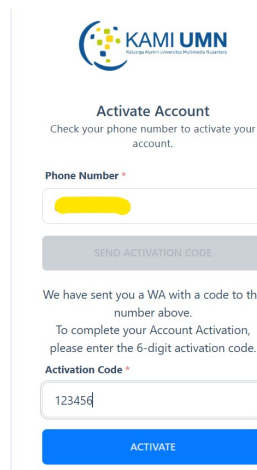 KAMI UMN
Keluarga Alumni Universitas Multimedia Nusantara
Activate Account
Check your phone number to activate your
account.
Phone Number *
SEND ACTIVATION CODE
We have sent you a WA with a code to th
number above.
To complete your Account Activation,
please enter the 6-digit activation code.
Activation Code *
123456
ACTIVATE